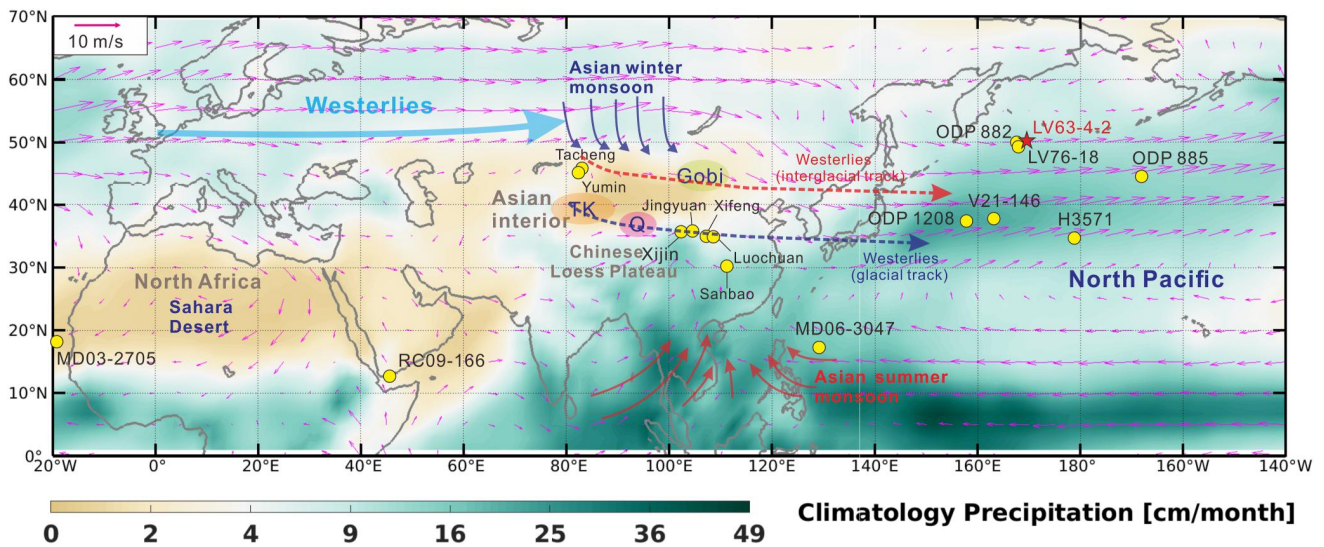 70°N
10 m/s
60°N
Asian winter
monsoon
Westerlies
50°N
ODP 882
LV63-4-2
Tacheng
Westerlies
(interglacial track)
LV76-18
ODP 885
Yumin
Gobi
40°N
Asian
interior
TK
Jingyuan
Xifeng
V21-146
Q
ODP 1208
H3571
Chinese
Loess Plateau
Xijin
Luochuan
Westerlies
(glacial track)
30°N
North Africa
Sanbao
North Pacific
Sahara
Desert
20°N
MD06-3047
MD03-2705
RC09-166
Asian summer
monsoon
10°N
0°
20°W
0°
20°E
40°E
60°E
80°E
100°E
120°E
140°E
160°E
180°
160°W
140°W
0
2
4
9
16
25
36
49
Climatology Precipitation [cm/month]